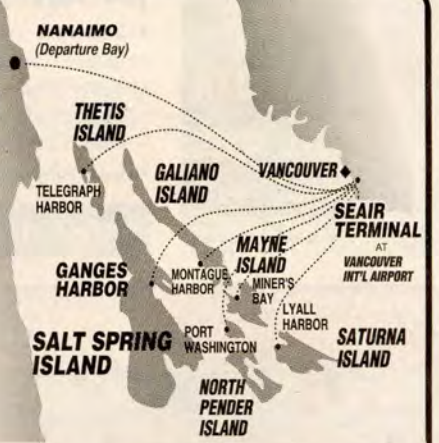 NANAIMO
(Departure Bay)
THETIS
ISLAND
TELEGRAPH
HARBOR
GALIANO
ISLAND
VANCOUVER
SEAIR
TERMINAL
AT
VANCOUVER
INT'L AIRPORT
GANGES
HARBOR
MONTAGUE
HARBOR
MAYNE
ISLAND
MINER'S
BAY
LYALL
HARBOR
SALT SPRING
ISLAND
PORT
WASHINGTON
SATURNA
ISLAND
NORTH
PENDER
ISLAND